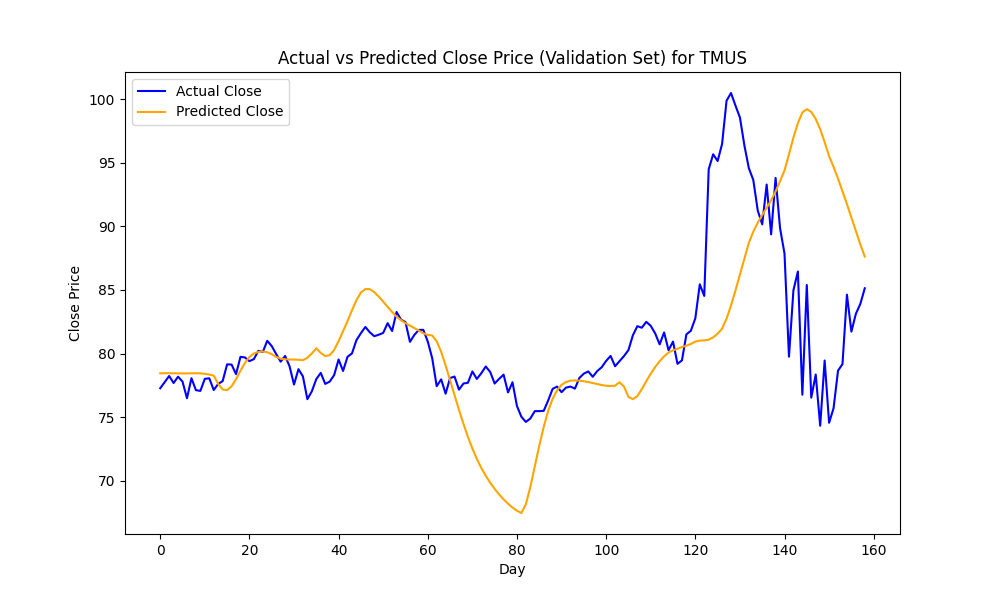 Actual vs Predicted Close Price (Validation Set) for TMUS
Actual Close
Predicted Close
Close Price
100
95
90
85
80
75
70
0 20 40 60 80 100 120 140 160
Day